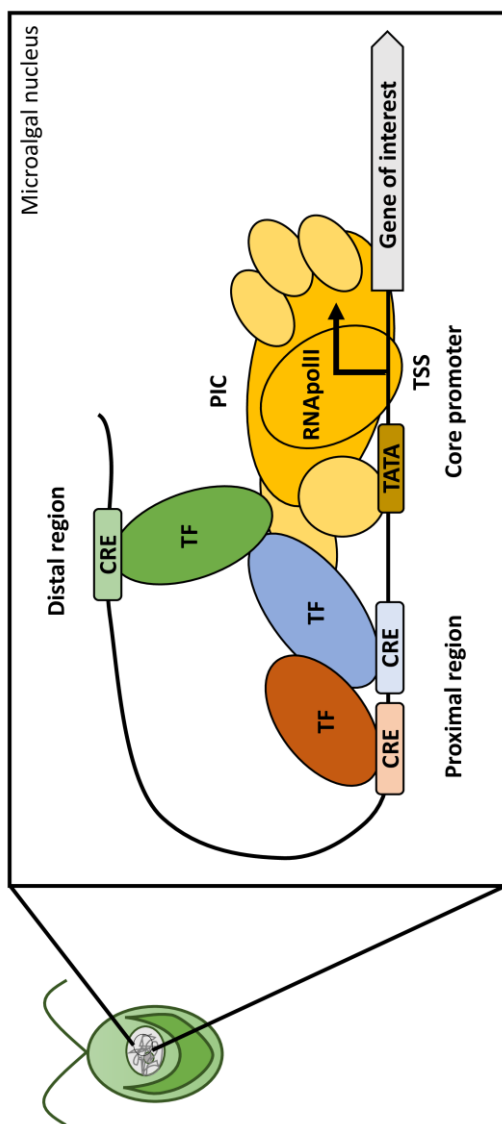 Microalgal nucleus
Distal region
CRE
TF
PIC
RNApolII
TF
TF
CRE
CRE
TATA
TSS
Gene of interest
Proximal region
Core promoter